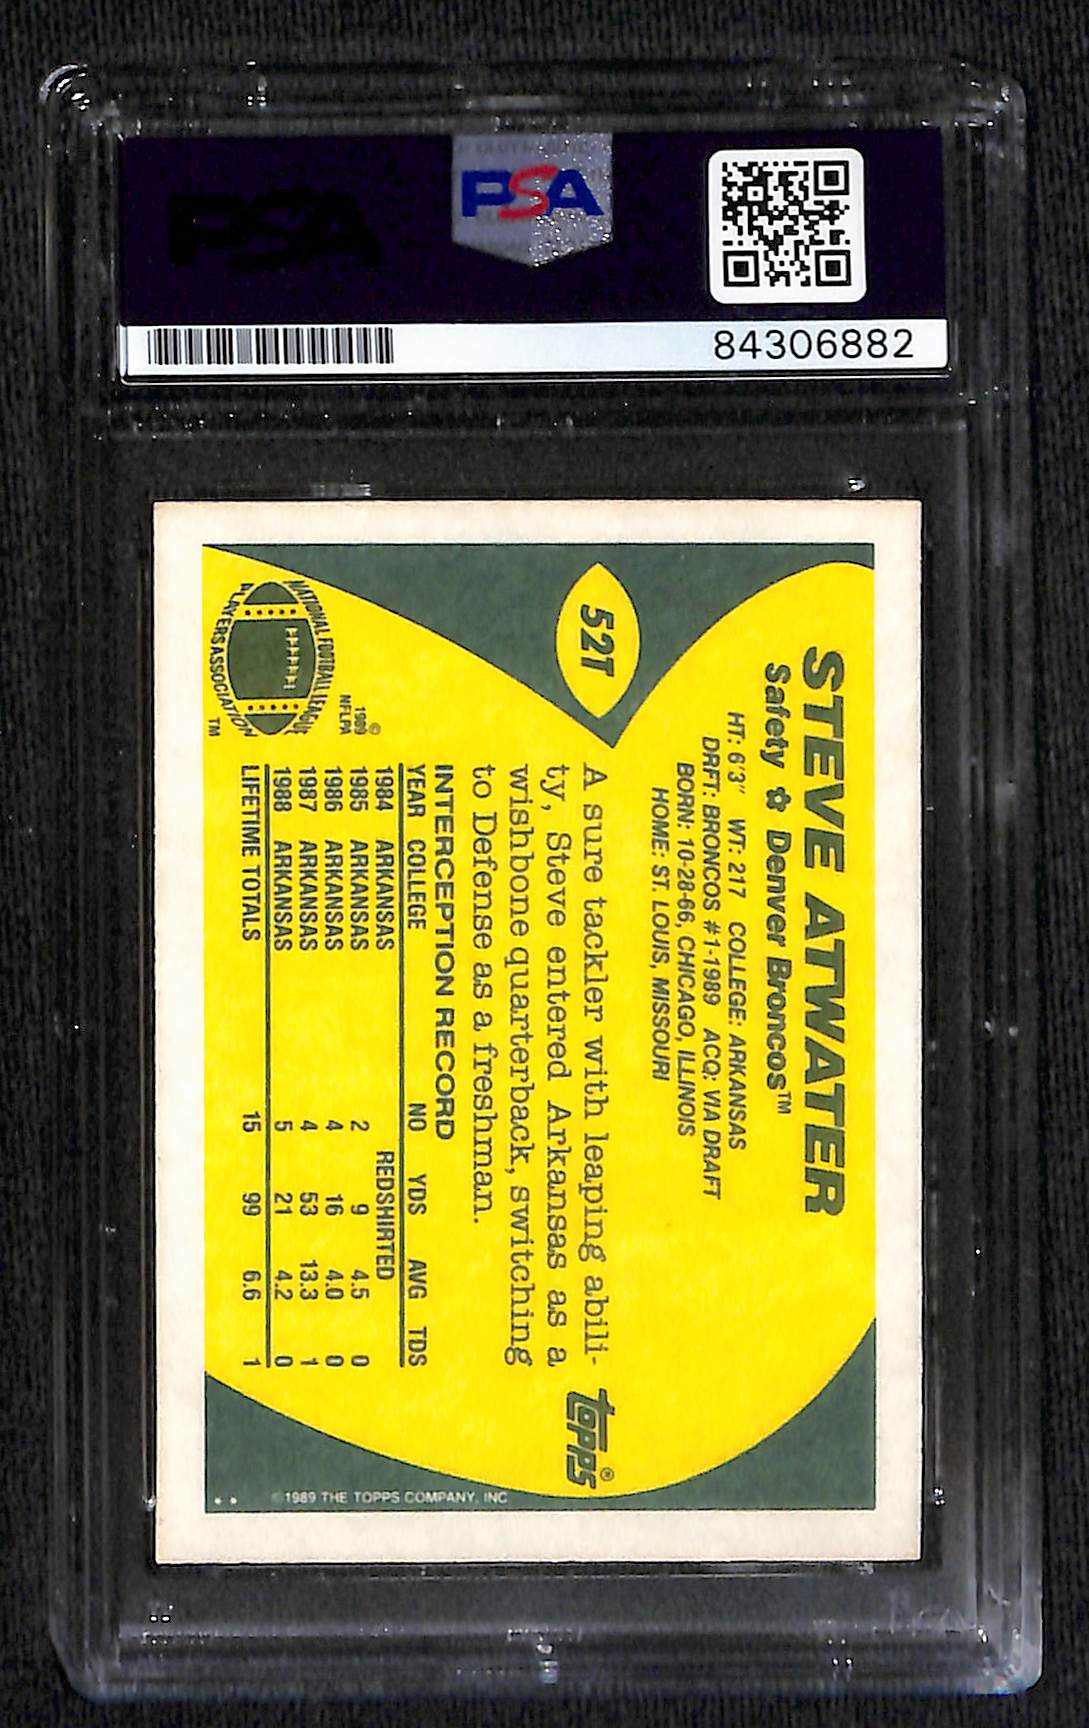 PSA
PSA
84306882
52T
STEVE ATWATER
Safety ✿ Denver Broncos™
HT: 6'3" WT: 217 COLLEGE: ARKANSAS
DRFT: BRONCOS #1-1989 ACQ: VIA DRAFT
BORN: 10-28-66, CHICAGO, ILLINOIS
HOME: ST. LOUIS, MISSOURI
A sure tackler with leaping abili-
ty, Steve entered Arkansas as a
wishbone quarterback, switching
to Defense as a freshman.
topps®
INTERCEPTION RECORD
YEAR COLLEGE NO YDS AVG TDS
1984 ARKANSAS REDSHIRTED
1985 ARKANSAS 2 9 4.5 0
1986 ARKANSAS 4 16 4.0 0
1987 ARKANSAS 4 53 13.3 1
1988 ARKANSAS 5 21 4.2 0
LIFETIME TOTALS 15 99 6.6 1
NATIONAL FOOTBALL LEAGUE
PLAYERS ASSOCIATION
TM
©
1989
NFLPA
©1989 THE TOPPS COMPANY, INC